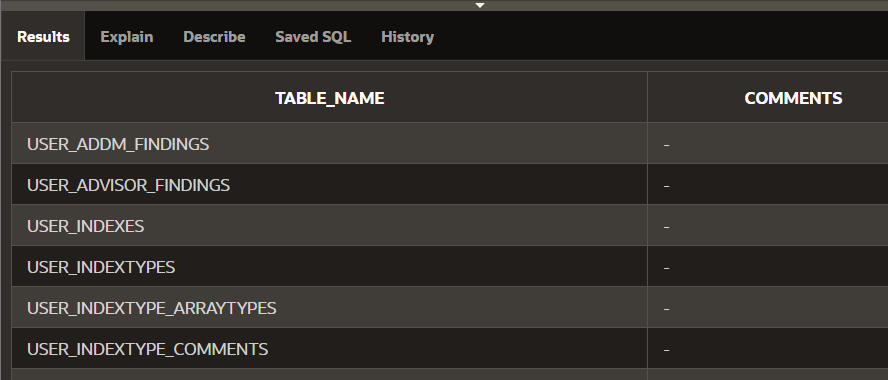 Results Explain Describe Saved SQL History
TABLE_NAME COMMENTS
USER_ADDM_FINDINGS -
USER_ADVISOR_FINDINGS -
USER_INDEXES -
USER_INDEXTYPES -
USER_INDEXTYPE_ARRAYTYPES -
USER_INDEXTYPE_COMMENTS -